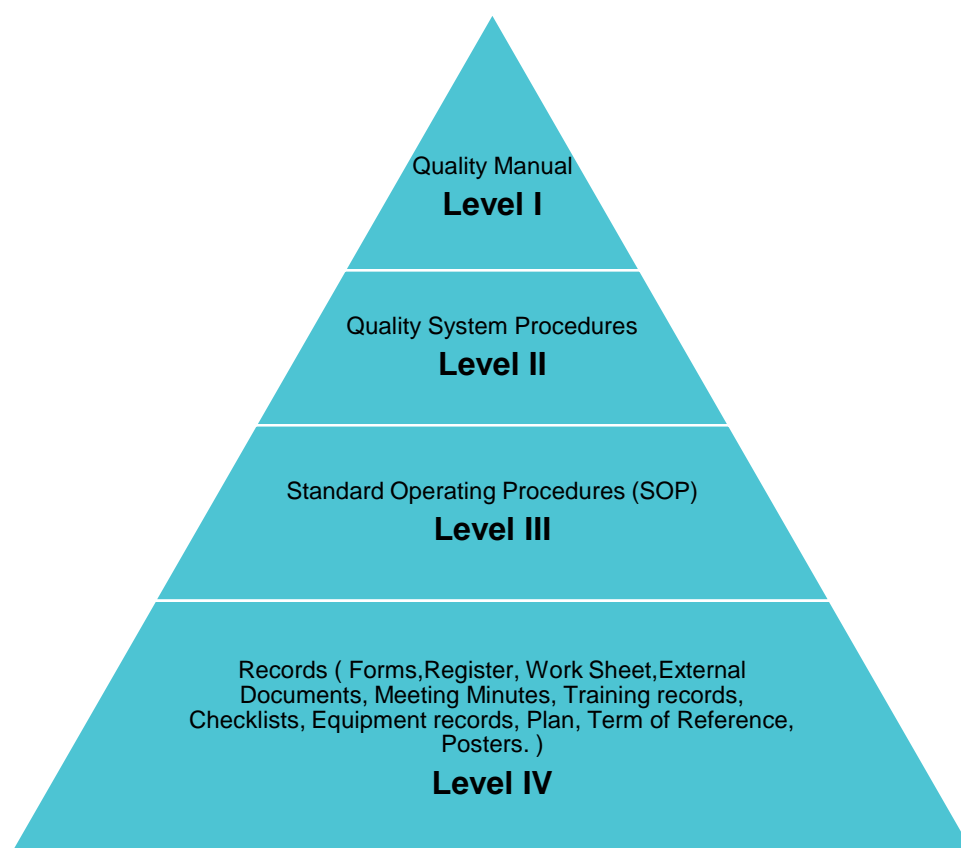 Quality Manual
Level I
Quality System Procedures
Level II
Standard Operating Procedures (SOP)
Level III
Records ( Forms,Register, Work Sheet,External
Documents, Meeting Minutes, Training records,
Checklists, Equipment records, Plan, Term of Reference,
Posters. )
Level IV